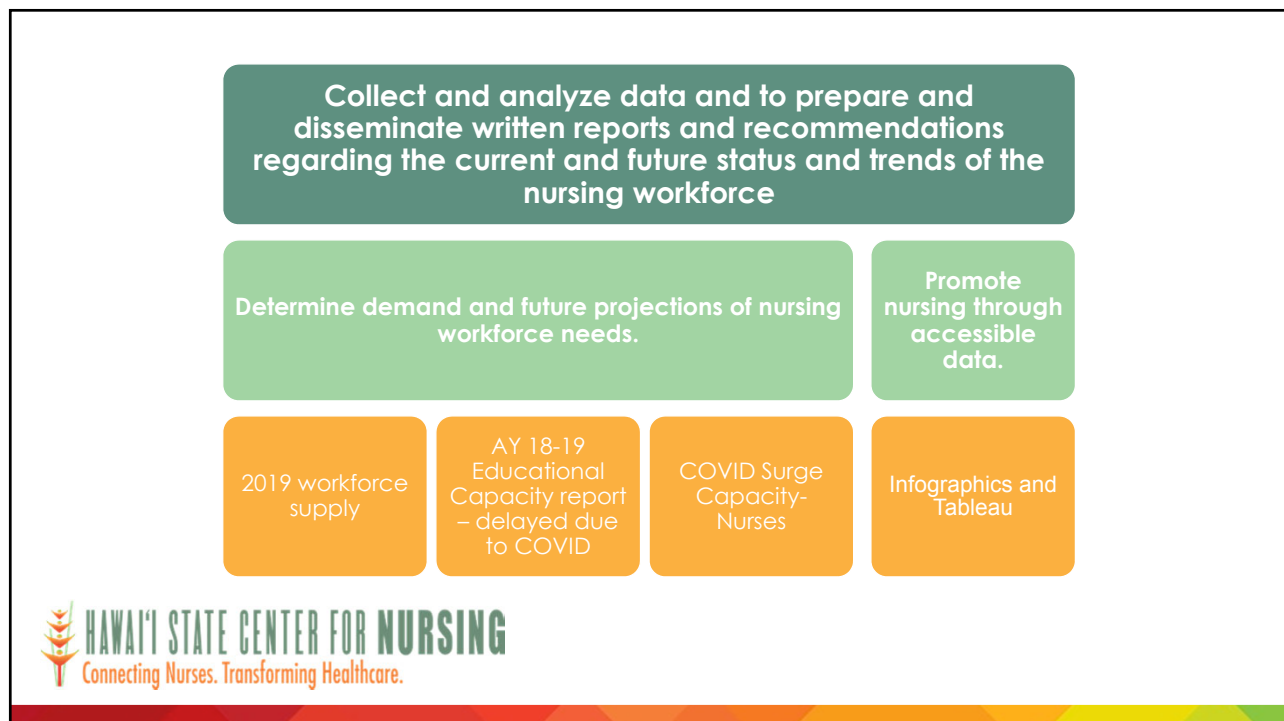 Collect and analyze data and to prepare and
disseminate written reports and recommendations
regarding the current and future status and trends of the
nursing workforce
Determine demand and future projections of nursing
workforce needs.
Promote
nursing through
accessible
data.
2019 workforce
supply
AY 18-19
Educational
Capacity report
– delayed due
to COVID
COVID Surge
Capacity-
Nurses
Infographics and
Tableau
HAWAI‘I STATE CENTER FOR NURSING
Connecting Nurses. Transforming Healthcare.